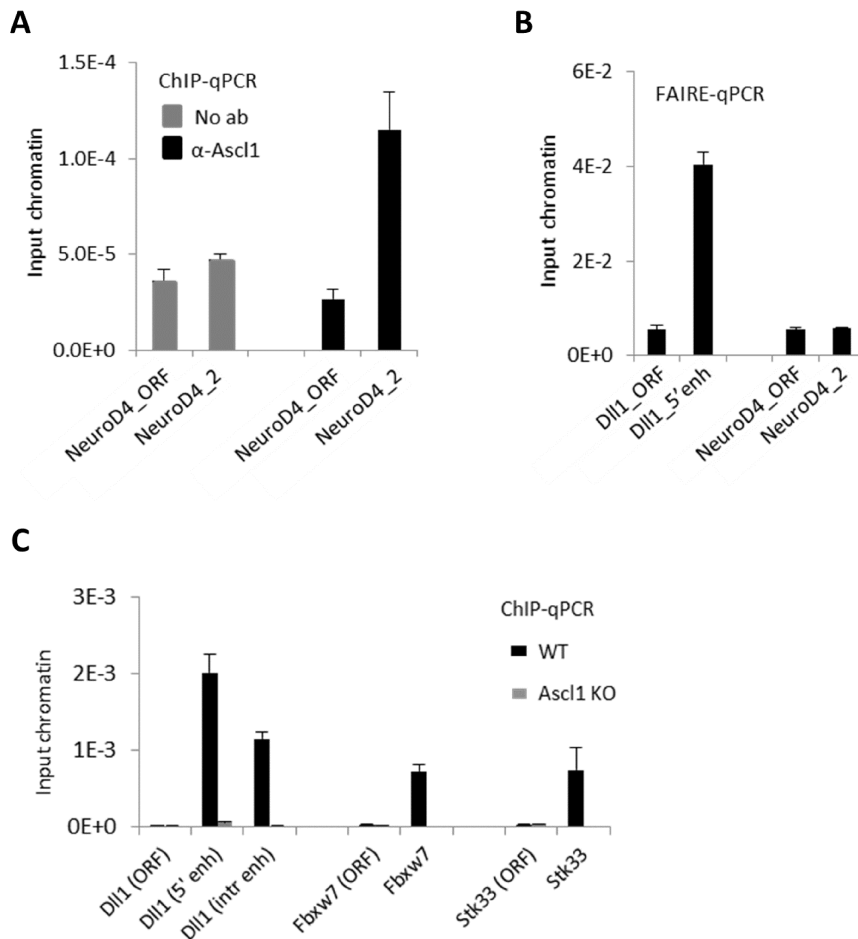 A
1.5E-4
1.0E-4
5.0E-5
0.0E+0
Input chromatin
ChIP-qPCR
No ab
α-Ascl1
NeuroD4_ORF
NeuroD4_2
NeuroD4_ORF
NeuroD4_2
B
6E-2
4E-2
2E-2
0E+0
Input chromatin
FAIRE-qPCR
Dll1_ORF
Dll1_5'enh
NeuroD4_ORF
NeuroD4_2
C
3E-3
2E-3
1E-3
0E+0
Input chromatin
ChIP-qPCR
WT
Ascl1 KO
Dll1 (ORF)
Dll1 (5' enh)
Dll1 (intr enh)
Fbxw7 (ORF)
Fbxw7
Stk33 (ORF)
Stk33